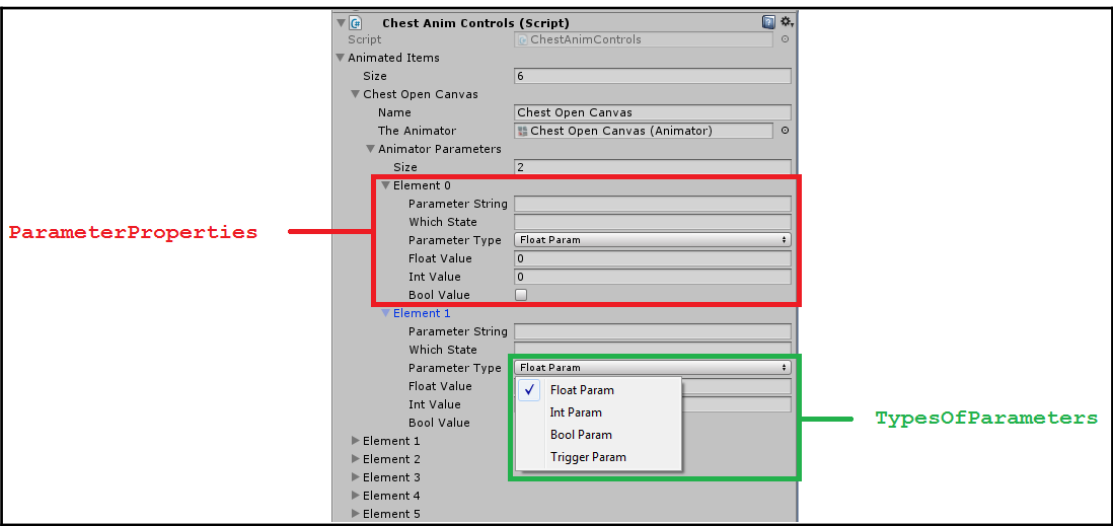 Chest Anim Controls (Script)
Script ChestAnimControls
Animated Items
Size 6
Chest Open Canvas
Name Chest Open Canvas
The Animator Chest Open Canvas (Animator)
Animator Parameters
Size 2
Element 0
Parameter String
Which State
ParameterProperties
Parameter Type Float Param
Float Value 0
Int Value 0
Bool Value
Element 1
Parameter String
Which State
Parameter Type Float Param
Float Value
Int Value
Bool Value
Float Param
Int Param
Bool Param
Trigger Param
TypesOfParameters
Element 1
Element 2
Element 3
Element 4
Element 5